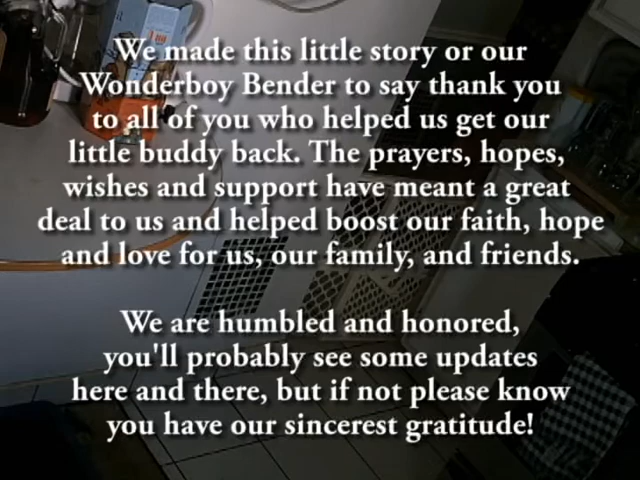 We made this little story or our
Wonderboy Bender to say thank you
to all of you who helped us get our
little buddy back. The prayers, hopes,
wishes and support have meant a great
deal to us and helped boost our faith, hope
and love for us, our family, and friends.
We are humbled and honored,
you'll probably see some updates
here and there, but if not please know
you have our sincerest gratitude!